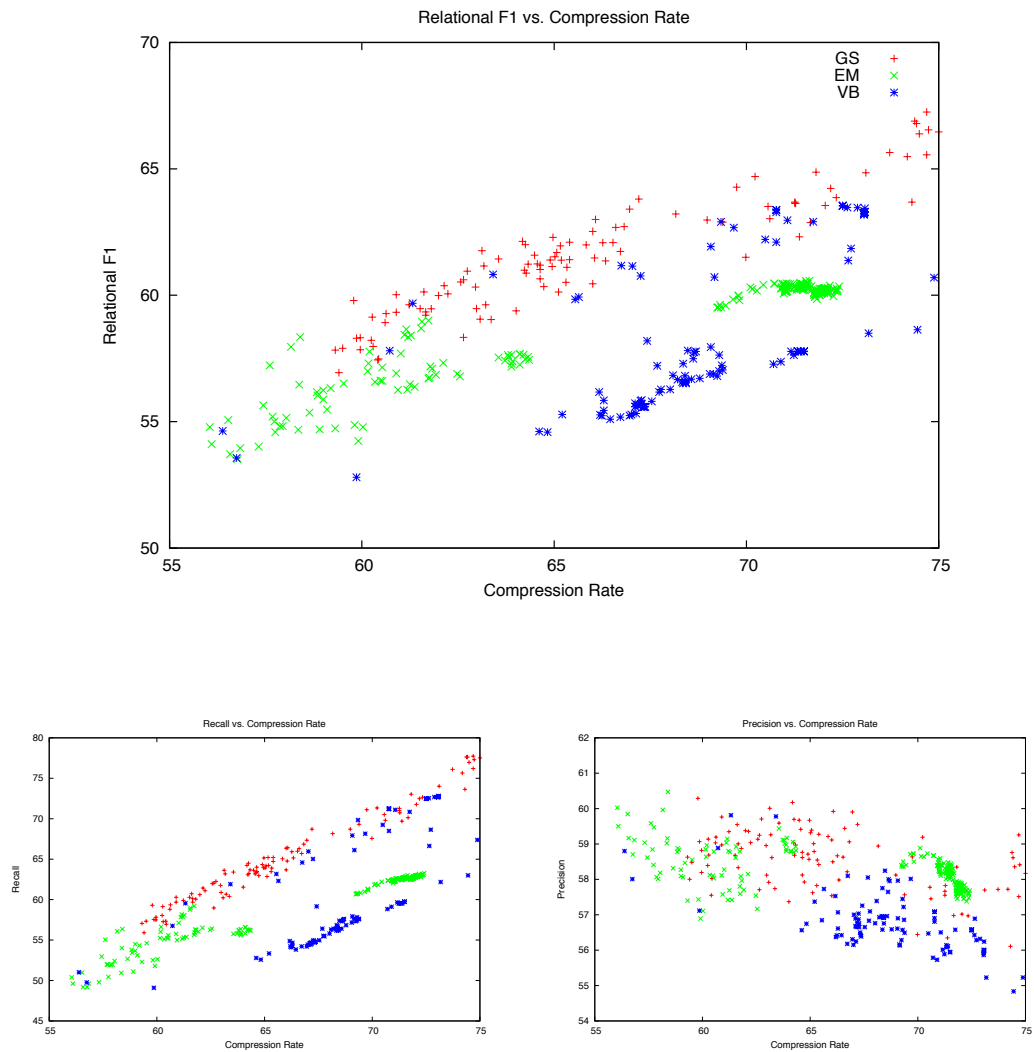 Relational F1 vs. Compression Rate
70
GS
EM
VB
65
Relational F1
60
55
50
55 60 65 70 75
Compression Rate
Recall vs. Compression Rate
80
75
70
65
Recall
60
55
50
45
55 60 65 70 75
Compression Rate
Precision vs. Compression Rate
62
61
60
59
Precision
58
57
56
55
54
55 60 65 70 75
Compression Rate